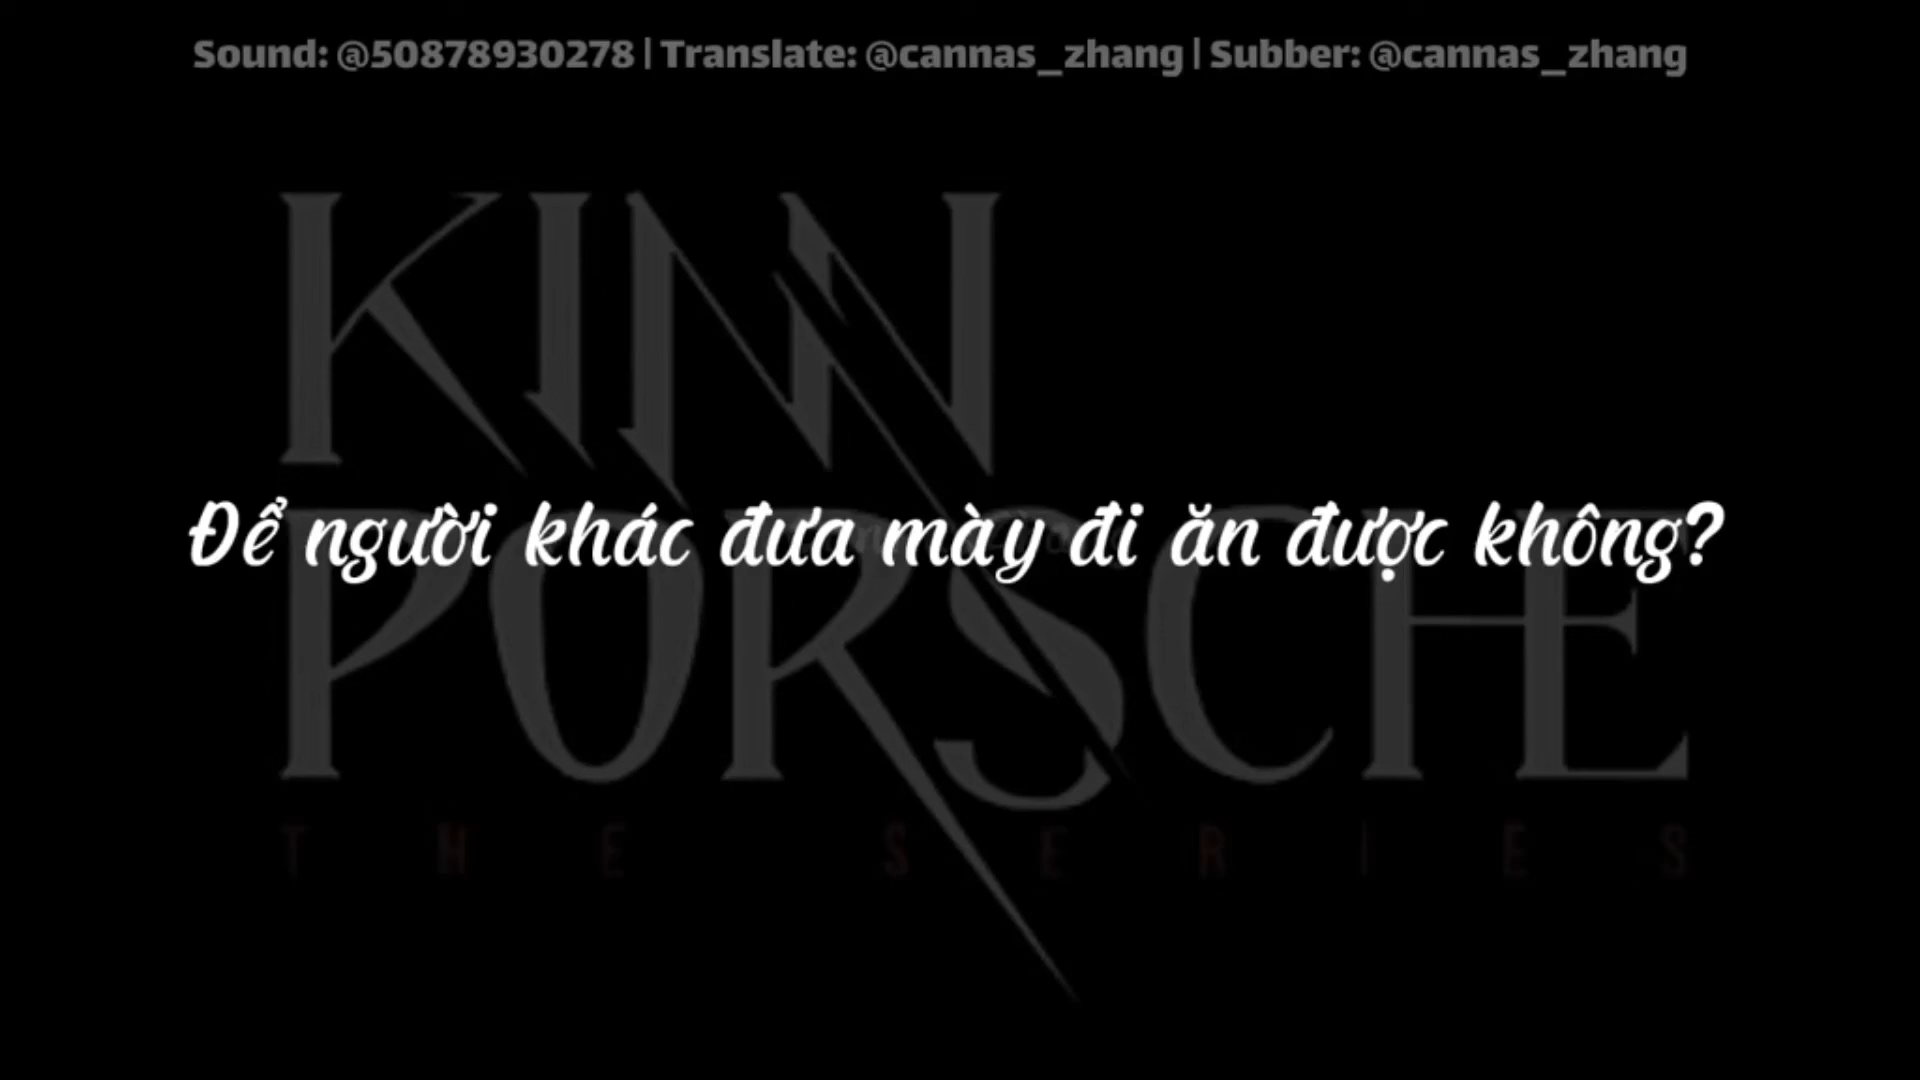 Sound: @50878930278 | Translate: @cannas_zhang | Subber: @cannas_zhang
KINN
Để người khác đưa mày đi ăn được không?
PORSCHE
THE SERIES